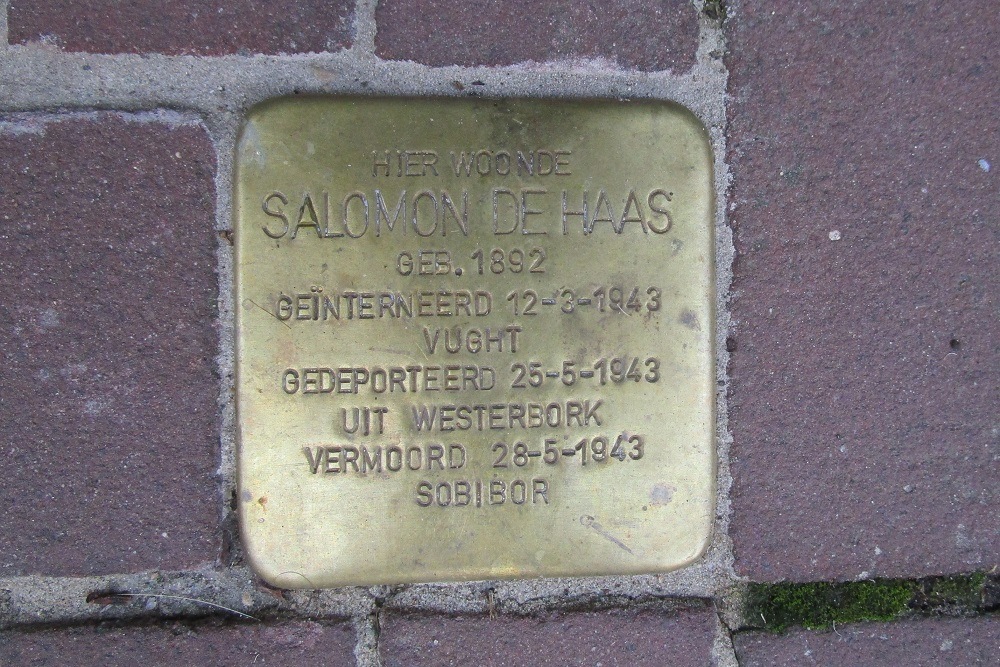 HIER WOONDE
SALOMON DE HAAS
GEB. 1892
GEÏNTERNEERD 12-3-1943
VUGHT
GEDEPORTEERD 25-5-1943
UIT WESTERBORK
VERMOORD 28-5-1943
SOBIBOR